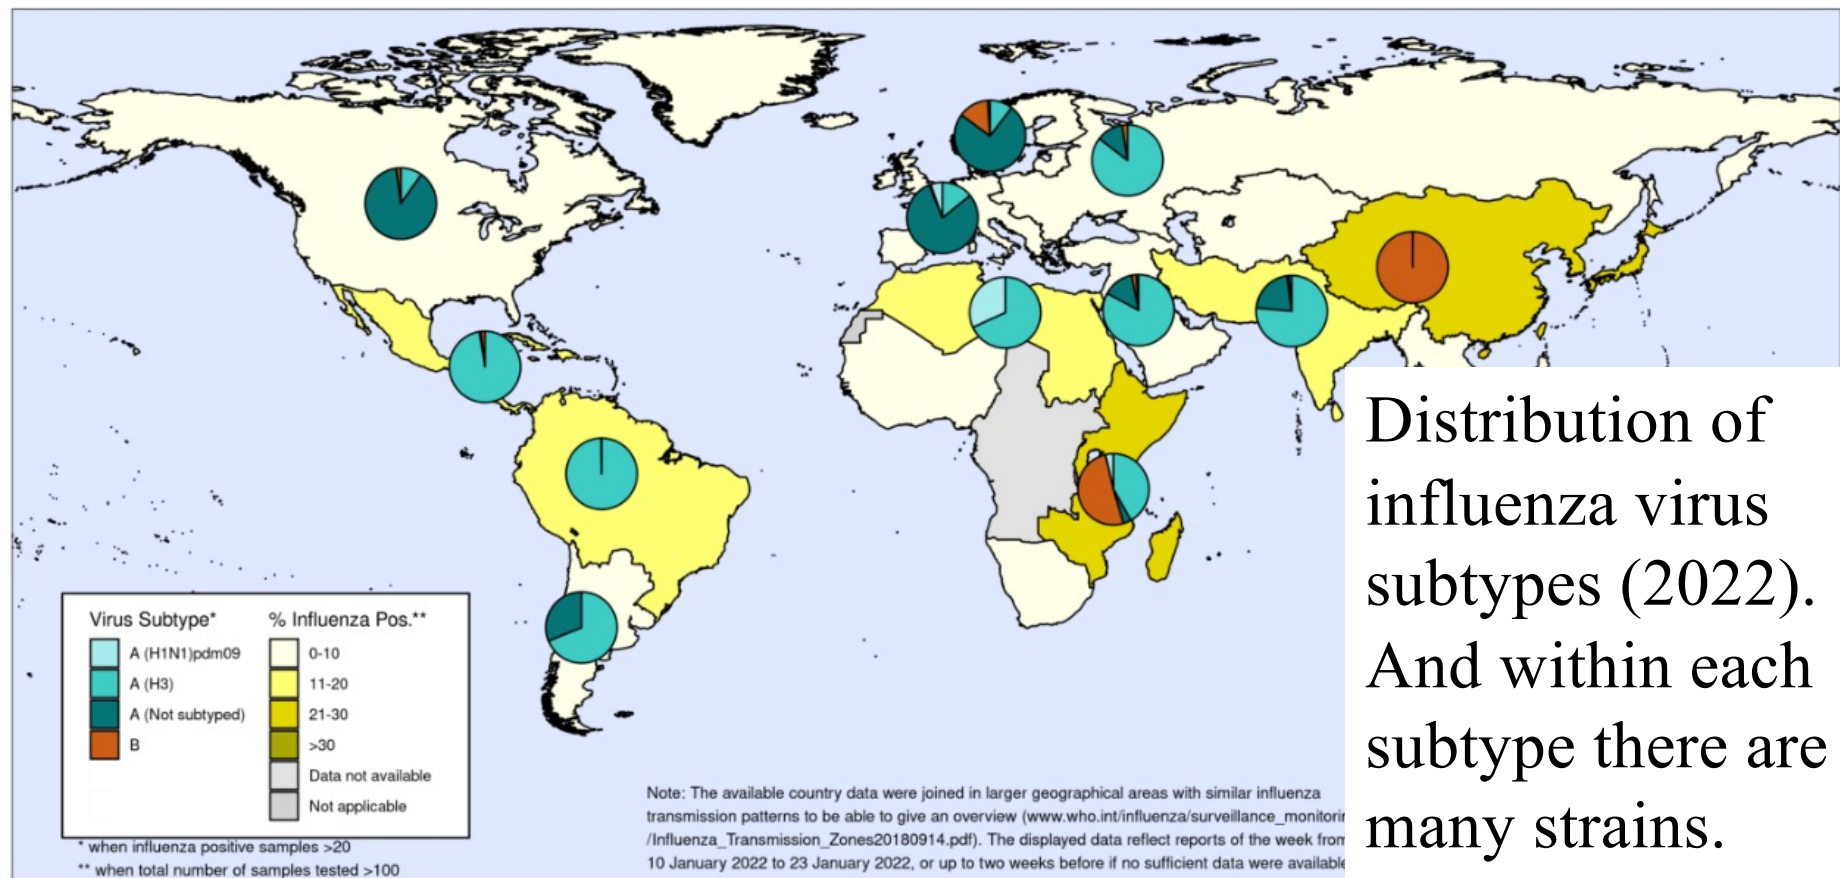 Distribution of
influenza virus
subtypes (2022).
And within each
subtype there are
many strains.
Virus Subtype*
A (H1N1)pdm09
A (H3)
A (Not subtyped)
B
% Influenza Pos.**
0-10
11-20
21-30
>30
Data not available
Not applicable
* when influenza positive samples >20
** when total number of samples tested >100
Note: The available country data were joined in larger geographical areas with similar influenza
transmission patterns to be able to give an overview (www.who.int/influenza/surveillance_monitorin
/Influenza_Transmission_Zones20180914.pdf). The displayed data reflect reports of the week from
10 January 2022 to 23 January 2022, or up to two weeks before if no sufficient data were available